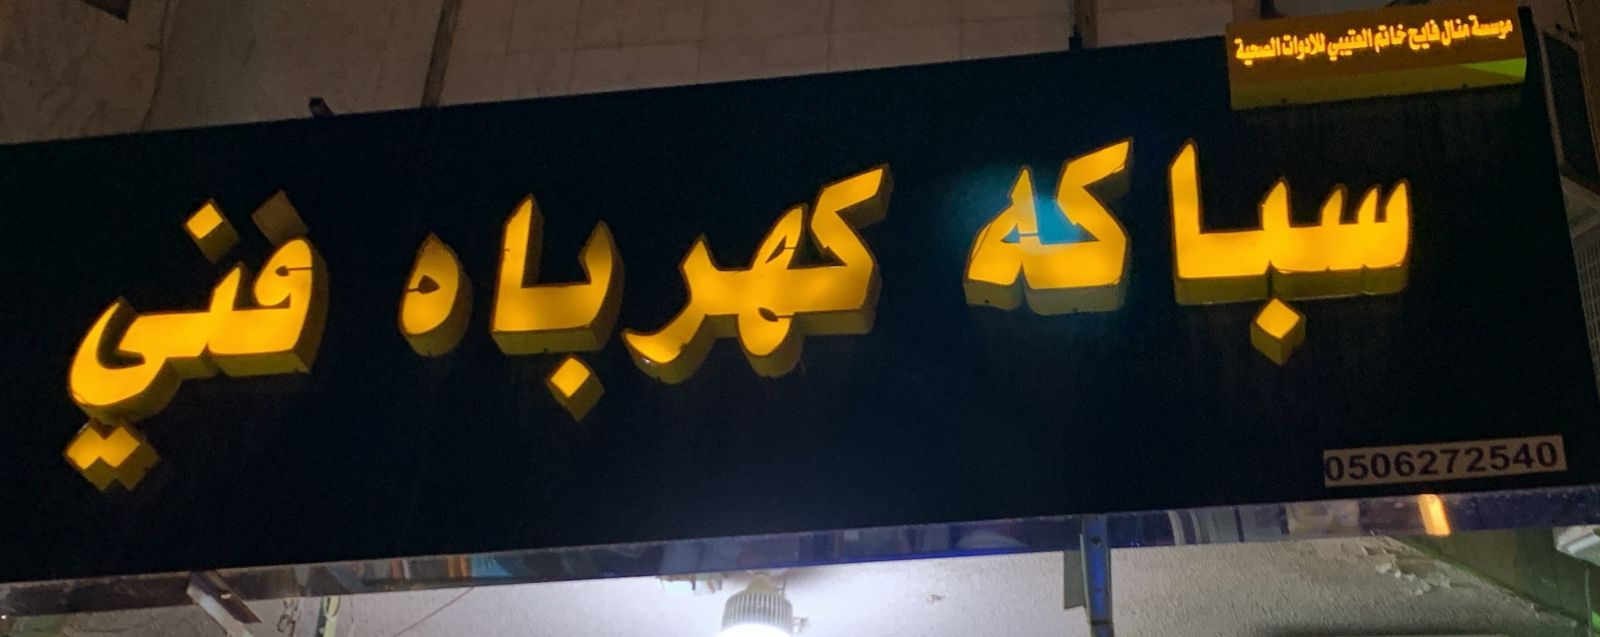 موسسة منال فايح خاتم العتيبي للادوات الصحية
سباكه كهرباه فني
0506272540